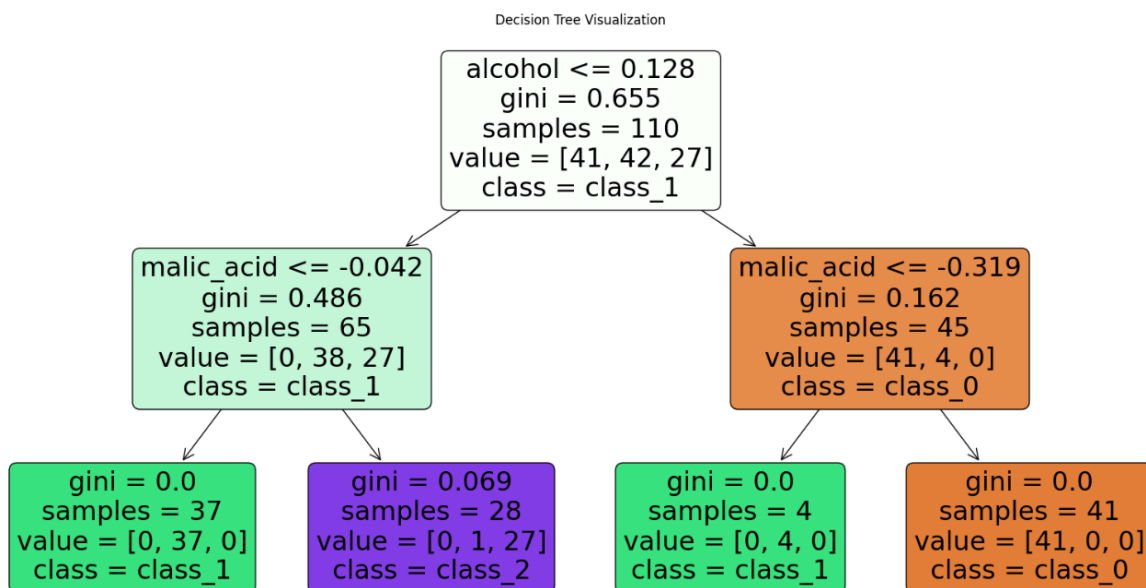 Decision Tree Visualization
alcohol <= 0.128
gini = 0.655
samples = 110
value = [41, 42, 27]
class = class_1
malic_acid <= -0.042
gini = 0.486
samples = 65
value = [0, 38, 27]
class = class_1
malic_acid <= -0.319
gini = 0.162
samples = 45
value = [41, 4, 0]
class = class_0
gini = 0.0
samples = 37
value = [0, 37, 0]
class = class_1
gini = 0.069
samples = 28
value = [0, 1, 27]
class = class_2
gini = 0.0
samples = 4
value = [0, 4, 0]
class = class_1
gini = 0.0
samples = 41
value = [41, 0, 0]
class = class_0